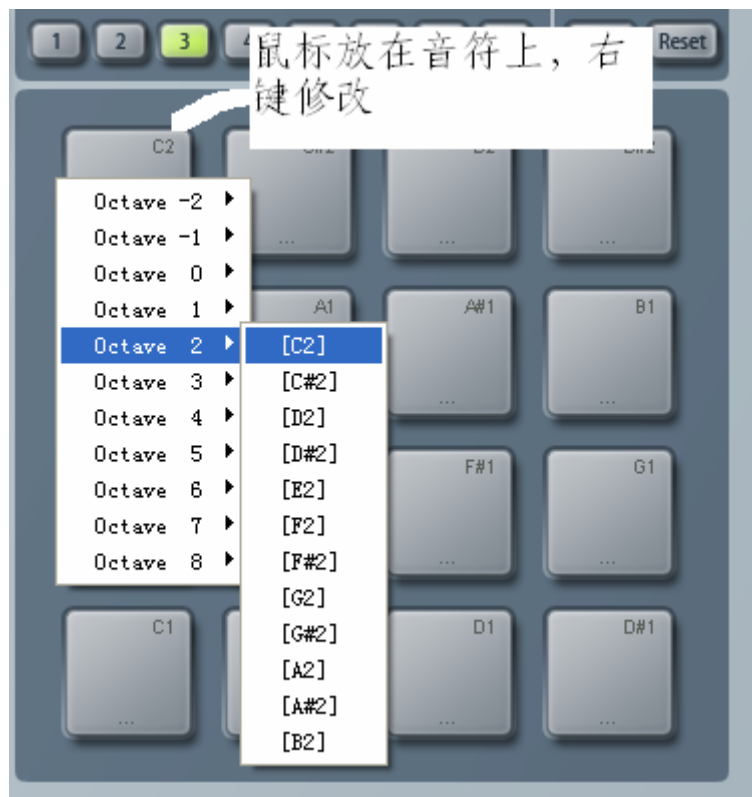 1 2 3 4 Reset
鼠标放在音符上，右
键修改
C2
Octave -2
Octave -1
Octave 0
Octave 1
Octave 2
Octave 3
Octave 4
Octave 5
Octave 6
Octave 7
Octave 8
[C2]
[C#2]
[D2]
[D#2]
[E2]
[F2]
[F#2]
[G2]
[G#2]
[A2]
[A#2]
[B2]
...
...
...
A1 A#1 B1
...
...
F#1 G1
...
...
C1 D1 D#1
...
...
...